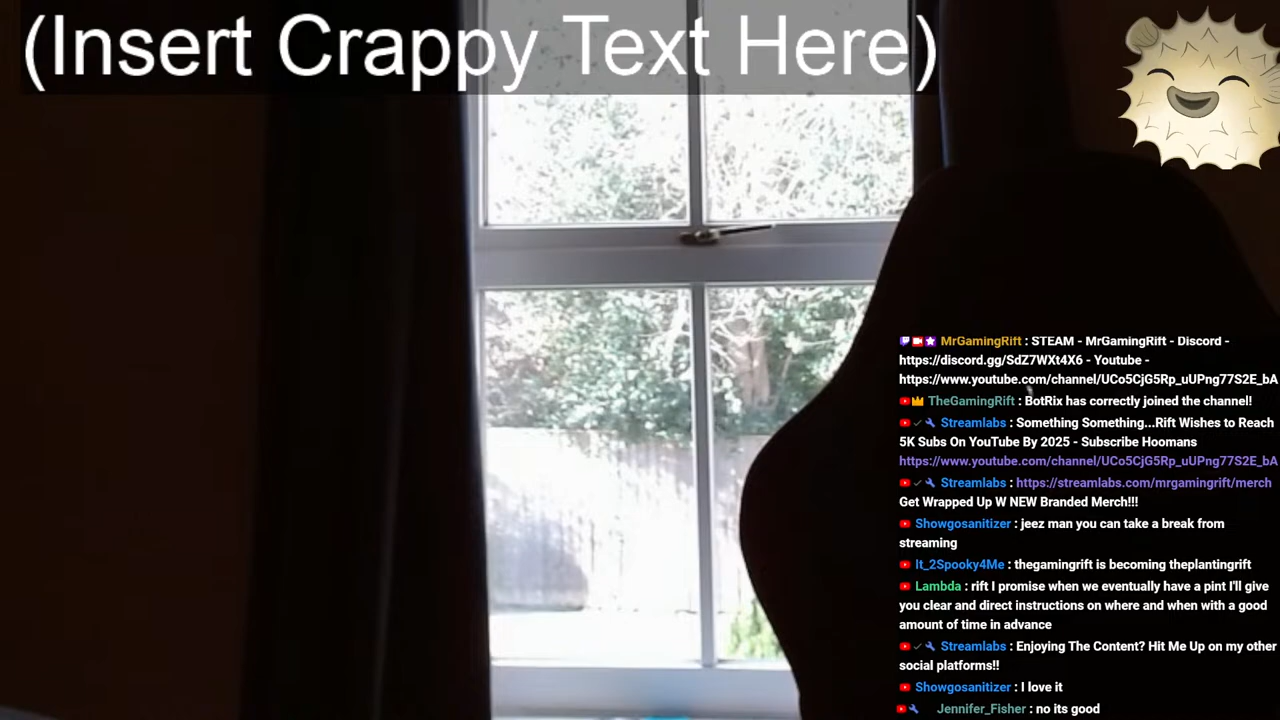 (Insert Crappy Text Here)
MrGamingRift : STEAM - MrGamingRift - Discord -
https://discord.gg/SdZ7WXt4X6 - Youtube -
https://www.youtube.com/channel/UCo5CjG5Rp_uUPng77S2E_bA
TheGamingRift : BotRix has correctly joined the channel!
Streamlabs : Something Something...Rift Wishes to Reach
5K Subs On YouTube By 2025 - Subscribe Hoomans
https://www.youtube.com/channel/UCo5CjG5Rp_uUPng77S2E_bA
Streamlabs : https://streamlabs.com/mrgamingrift/merch
Get Wrapped Up W NEW Branded Merch!!!
Showgosanitizer : jeez man you can take a break from
streaming
It_2Spooky4Me : thegamingrift is becoming theplantingrift
Lambda : rift I promise when we eventually have a pint I'll give
you clear and direct instructions on where and when with a good
amount of time in advance
Streamlabs : Enjoying The Content? Hit Me Up on my other
social platforms!!
Showgosanitizer : I love it
Jennifer_Fisher : no its good